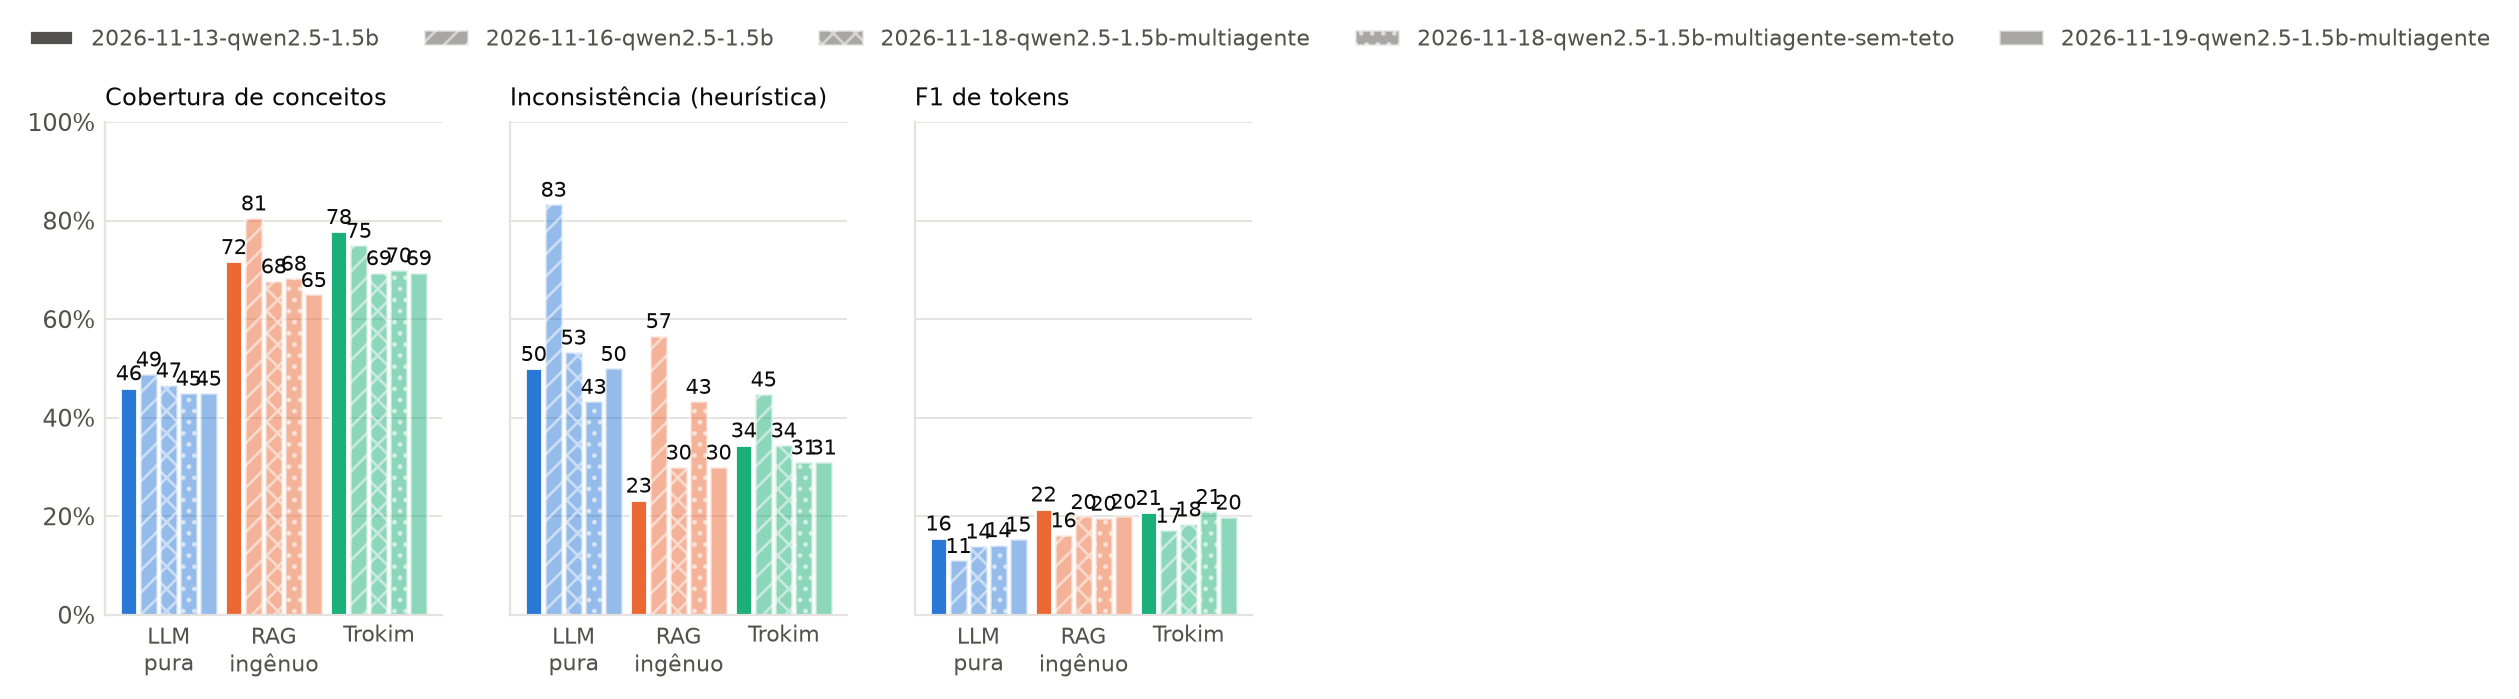 2026-11-13-qwen2.5-1.5b 2026-11-16-qwen2.5-1.5b 2026-11-18-qwen2.5-1.5b-multiagente 2026-11-18-qwen2.5-1.5b-multiagente-sem-teto 2026-11-19-qwen2.5-1.5b-multiagente
Cobertura de conceitos
100%
80%
60%
40%
20%
0%
46 49 47 45 45
72 81 68 68 65
78 75 69 70 69
LLM
pura
RAG
ingênuo
Trokim
Inconsistência (heurística)
50 83 53 43 50
23 57 30 43 30
34 45 34 31 31
LLM
pura
RAG
ingênuo
Trokim
F1 de tokens
16 11 14 14 15
22 16 20 20 20
21 17 18 21 20
LLM
pura
RAG
ingênuo
Trokim